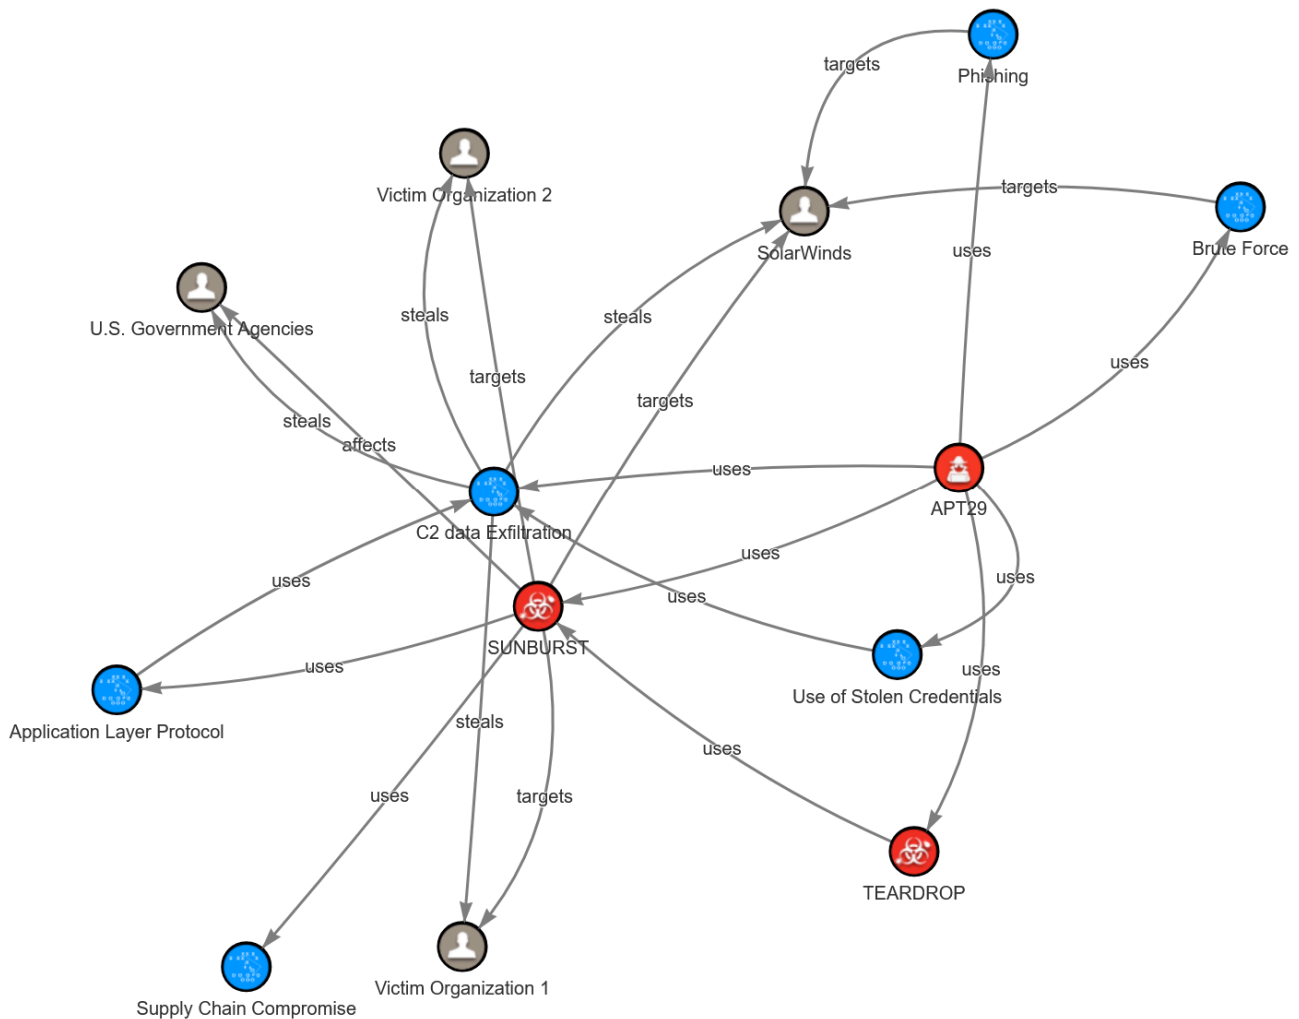 Phishing
targets
Victim Organization 2
targets
SolarWinds
Brute Force
uses
U.S. Government Agencies
steals
steals
uses
targets
targets
steals
affects
uses
APT29
C2 data Exfiltration
uses
uses
uses
uses
SUNBURST
uses
uses
Use of Stolen Credentials
Application Layer Protocol
steals
uses
uses
targets
TEARDROP
Victim Organization 1
Supply Chain Compromise